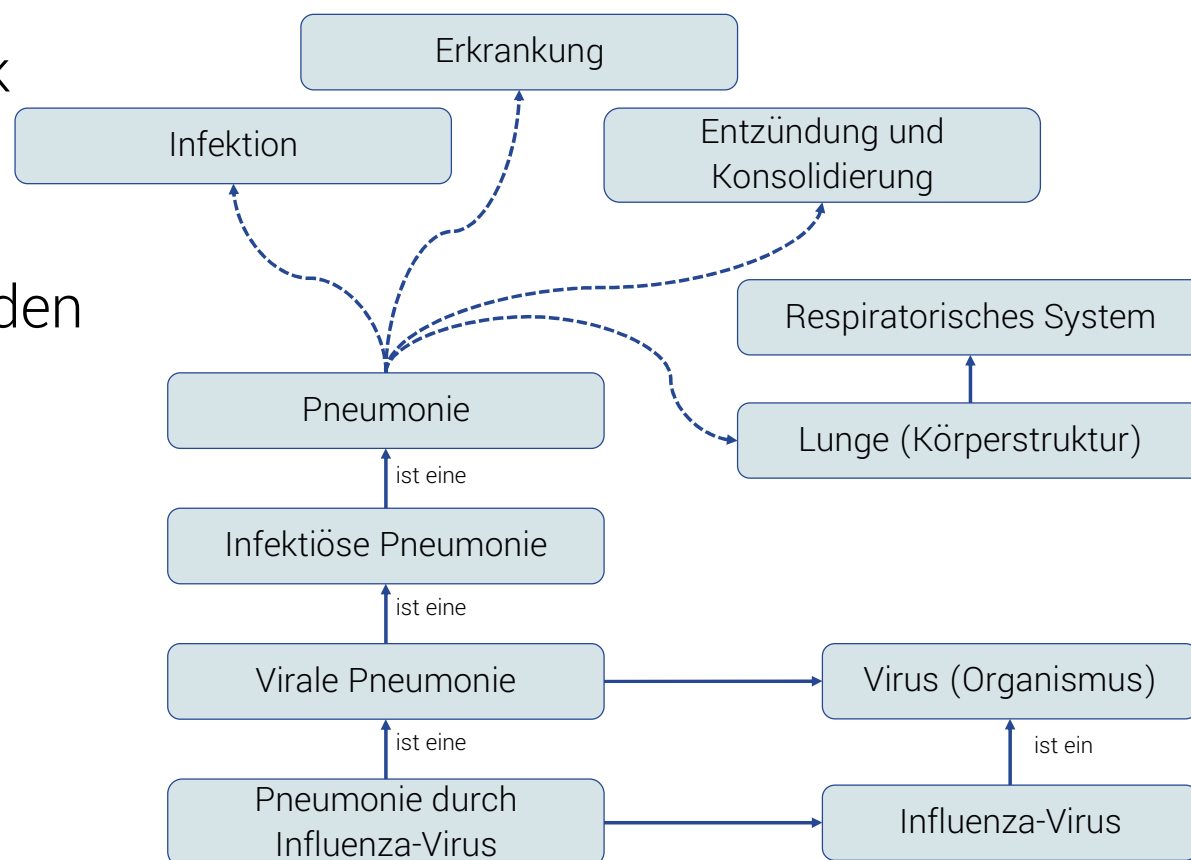 Erkrankung
k
Infektion
Entzündung und
Konsolidierung
den
Respiratorisches System
Pneumonie
Lunge (Körperstruktur)
ist eine
Infektiöse Pneumonie
ist eine
Virale Pneumonie
Virus (Organismus)
ist eine
ist ein
Pneumonie durch
Influenza-Virus
Influenza-Virus